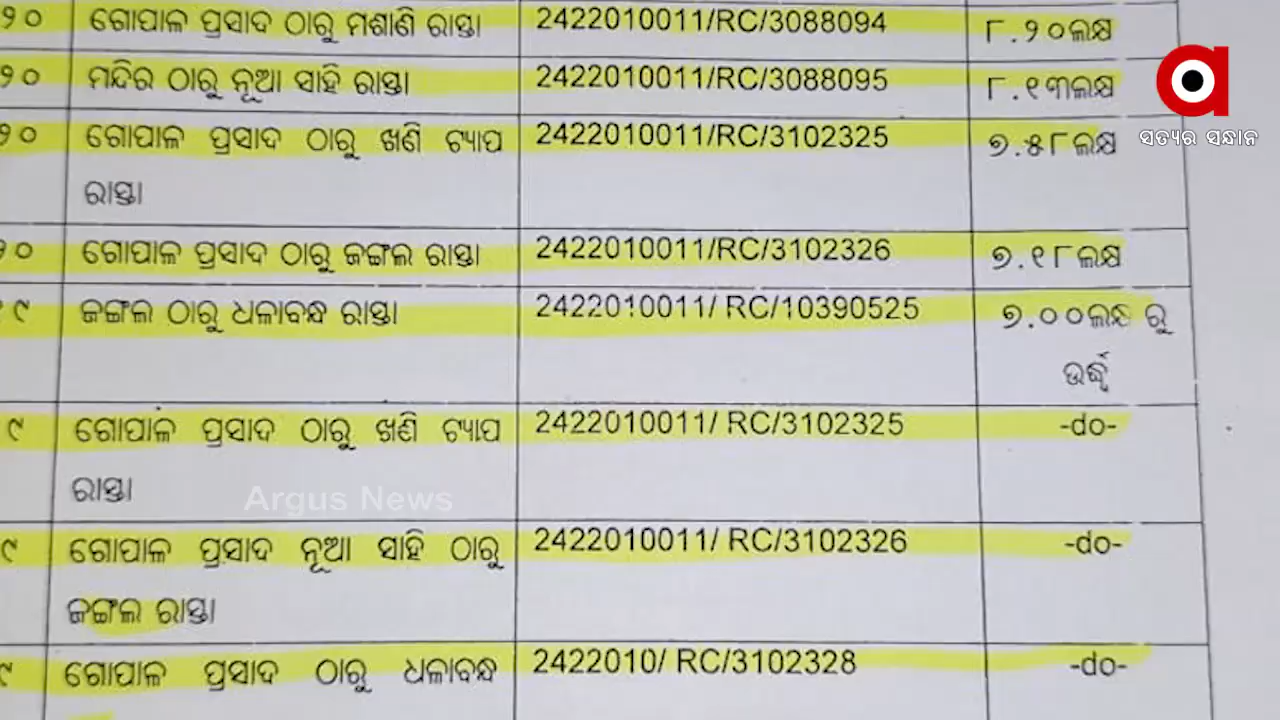 ୨୦ ଗୋପାଳ ପ୍ରସାଦ ଠାରୁ ମଶାଣି ରାସ୍ତା 2422010011/RC/3088094 ୮.୨୦ଲକ୍ଷ
୨୦ ମନ୍ଦିର ଠାରୁ ନୂଆ ସାହି ରାସ୍ତା 2422010011/RC/3088095 ୮.୧୩ଲକ୍ଷ
ସତ୍ୟର ସନ୍ଧାନ
୨୦ ଗୋପାଳ ପ୍ରସାଦ ଠାରୁ ଖଣି ଟ୍ୟାପ 2422010011/RC/3102325 ୭.୫୮ଲକ୍ଷ
ରାସ୍ତା
୨୦ ଗୋପାଳ ପ୍ରସାଦ ଠାରୁ ଜଙ୍ଗଲ ରାସ୍ତା 2422010011/RC/3102326 ୭.୧୮ଲକ୍ଷ
୧୯ ଜଙ୍ଗଲ ଠାରୁ ଧଳାବନ୍ଧ ରାସ୍ତା 2422010011/ RC/10390525 ୭.୦୦ଲକ୍ଷ ରୁ
ଉର୍ଦ୍ଧ୍ବ
୯ ଗୋପାଳ ପ୍ରସାଦ ଠାରୁ ଖଣି ଟ୍ୟାପ 2422010011/ RC/3102325 -do-
ରାସ୍ତା
Argus News
୯ ଗୋପାଳ ପ୍ରସାଦ ନୂଆ ସାହି ଠାରୁ 2422010011/ RC/3102326 -do-
ଜଙ୍ଗଲ ରାସ୍ତା
୯ ଗୋପାଳ ପ୍ରସାଦ ଠାରୁ ଧଳାବନ୍ଧ 2422010/ RC/3102328 -do-